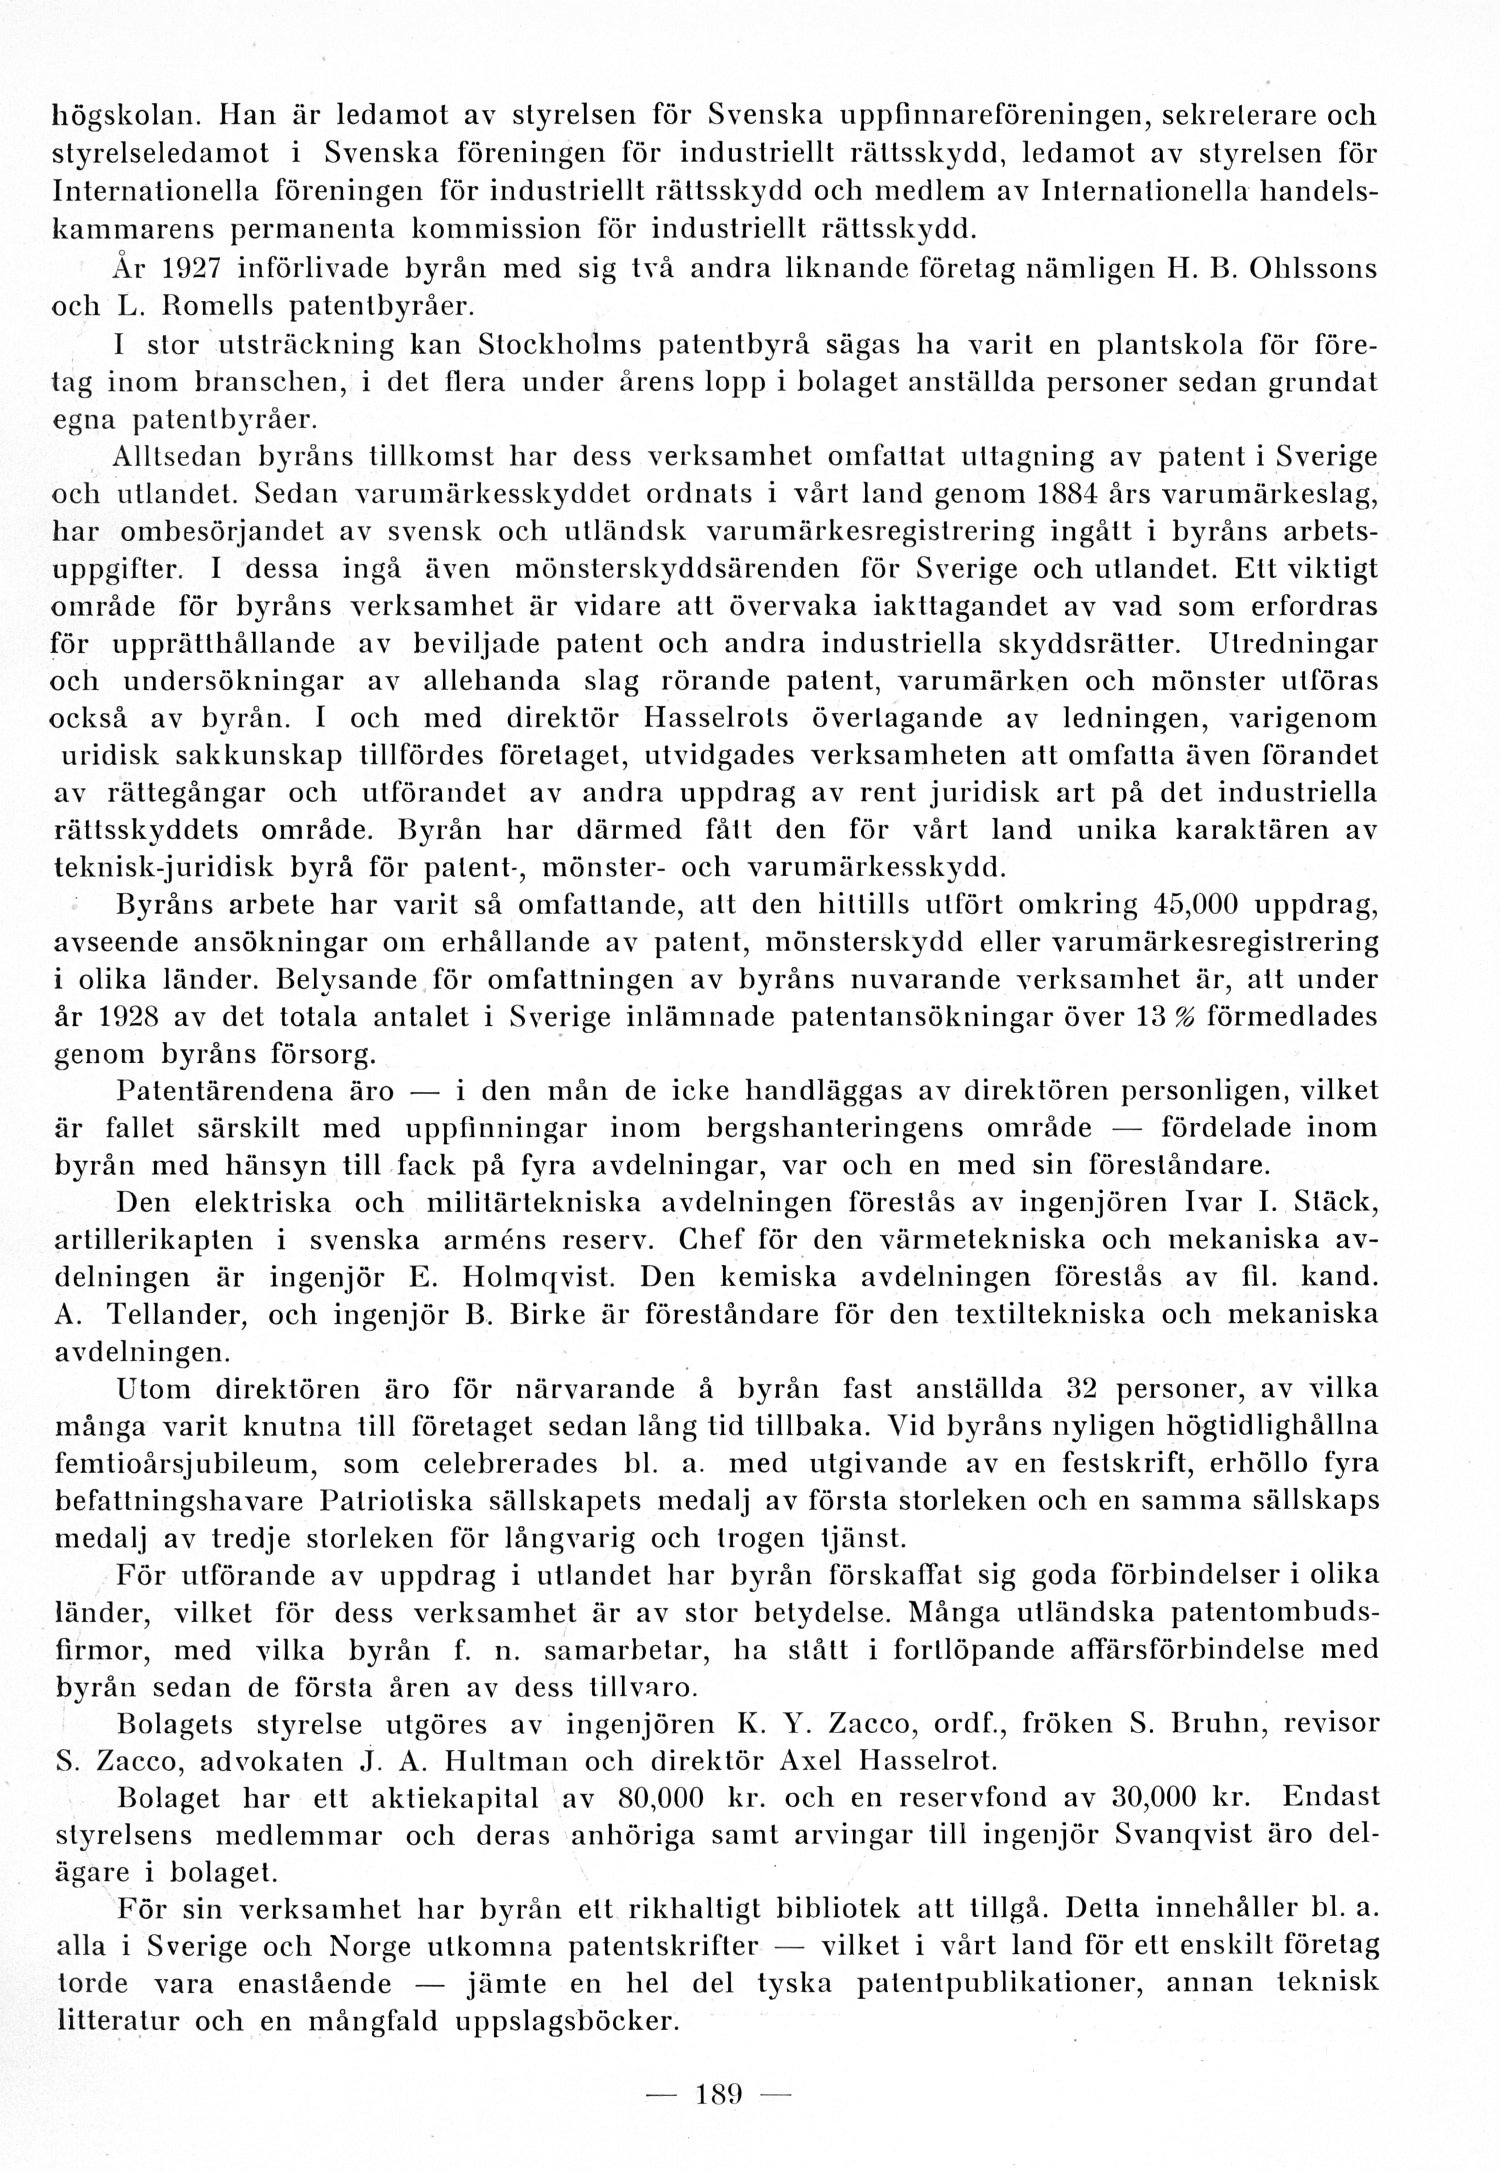 högskolan. Han är ledamot av styrelsen för Svenska uppfinnareföreningen, sekreterare och
styrelseledamot i Svenska föreningen för industriellt rättsskydd, ledamot av styrelsen för
Internationella föreningen för industriellt rättsskydd och medlem av Internationella handels-
kammarens permanenta kommission för industriellt rättsskydd.
År 1927 införlivade byrån med sig två andra liknande företag nämligen H. B. Ohlssons
och L. Romells patentbyråer.
I stor utsträckning kan Stockholms patentbyrå sägas ha varit en plantskola för före-
tag inom branschen, i det flera under årens lopp i bolaget anställda personer sedan grundat
egna patentbyråer.
Alltsedan byråns tillkomst har dess verksamhet omfattat uttagning av patent i Sverige
och utlandet. Sedan varumärkesskyddet ordnats i vårt land genom 1884 års varumärkeslag,
har ombesörjandet av svensk och utländsk varumärkesregistrering ingått i byråns arbets-
uppgifter. I dessa ingå även mönsterskyddsärenden för Sverige och utlandet. Ett viktigt
område för byråns verksamhet är vidare att övervaka iakttagandet av vad som erfordras
för upprätthållande av beviljade patent och andra industriella skyddsrätter. Utredningar
och undersökningar av allehanda slag rörande patent, varumärken och mönster utföras
också av byrån. I och med direktör Hasselrots övertagande av ledningen, varigenom
uridisk sakkunskap tillfördes företaget, utvidgades verksamheten att omfatta även förandet
av rättegångar och utförandet av andra uppdrag av rent juridisk art på det industriella
rättsskyddets område. Byrån har därmed fått den för vårt land unika karaktären av
teknisk-juridisk byrå för patent-, mönster- och varumärkesskydd.
Byråns arbete har varit så omfattande, att den hittills utfört omkring 45,000 uppdrag,
avseende ansökningar om erhållande av patent, mönsterskydd eller varumärkesregistrering
i olika länder. Belysande för omfattningen av byråns nuvarande verksamhet är, att under
år 1928 av det totala antalet i Sverige inlämnade patentansökningar över 13 % förmedlades
genom byråns försorg.
Patentärendena äro — i den mån de icke handläggas av direktören personligen, vilket
är fallet särskilt med uppfinningar inom bergshanteringens område — fördelade inom
byrån med hänsyn till fack på fyra avdelningar, var och en med sin föreståndare.
Den elektriska och militärtekniska avdelningen förestås av ingenjören Ivar I. Stäck,
artillerikapten i svenska arméns reserv. Chef för den värmetekniska och mekaniska av-
delningen är ingenjör E. Holmqvist. Den kemiska avdelningen förestås av fil. kand.
A. Tellander, och ingenjör B. Birke är föreståndare för den textiltekniska och mekaniska
avdelningen.
Utom direktören äro för närvarande å byrån fast anställda 32 personer, av vilka
många varit knutna till företaget sedan lång tid tillbaka. Vid byråns nyligen högtidlighållna
femtioårsjubileum, som celebrerades bl. a. med utgivande av en festskrift, erhöllo fyra
befattningshavare Patriotiska sällskapets medalj av första storleken och en samma sällskaps
medalj av tredje storleken för långvarig och trogen tjänst.
För utförande av uppdrag i utlandet har byrån förskaffat sig goda förbindelser i olika
länder, vilket för dess verksamhet är av stor betydelse. Många utländska patentombuds-
firmor, med vilka byrån f. n. samarbetar, ha stått i fortlöpande affärsförbindelse med
byrån sedan de första åren av dess tillvaro.
Bolagets styrelse utgöres av ingenjören K. Y. Zacco, ordf., fröken S. Bruhn, revisor
S. Zacco, advokaten J. A. Hultman och direktör Axel Hasselrot.
Bolaget har ett aktiekapital av 80,000 kr. och en reservfond av 30,000 kr. Endast
styrelsens medlemmar och deras anhöriga samt arvingar till ingenjör Svanqvist äro del-
ägare i bolaget.
För sin verksamhet har byrån ett rikhaltigt bibliotek att tillgå. Detta innehåller bl. a.
alla i Sverige och Norge utkomna patentskrifter — vilket i vårt land för ett enskilt företag
torde vara enastående — jämte en hel del tyska patentpublikationer, annan teknisk
litteratur och en mångfald uppslagsböcker.
— 189 —